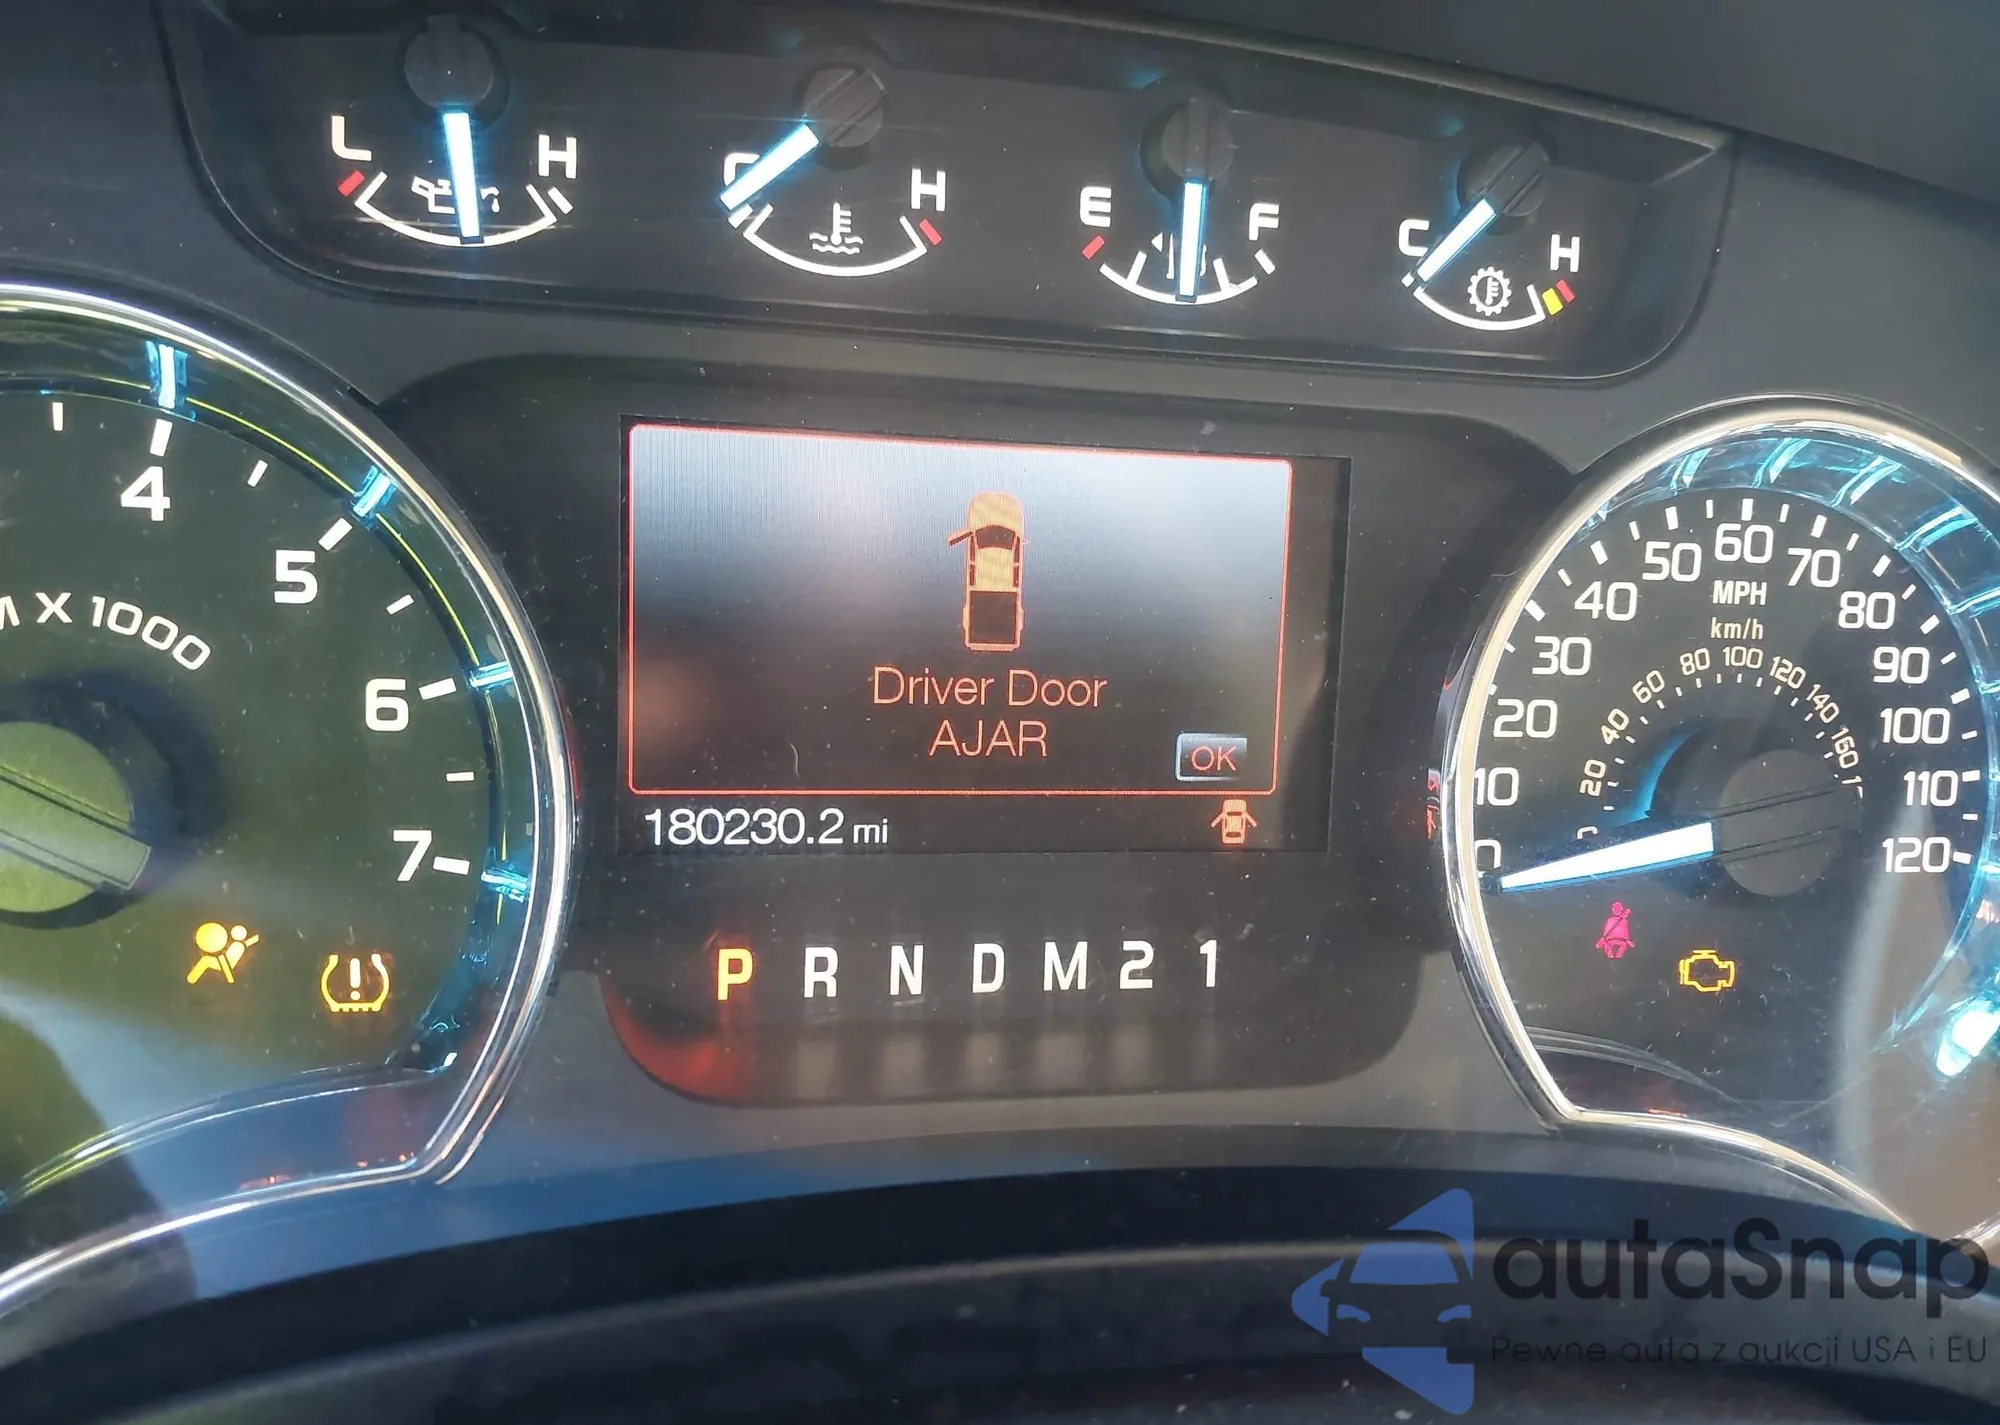 L H
C H
E F
C H
4
5
6
7
X 1000
Driver Door
AJAR
OK
180230.2 mi
P R N D M 2 1
0
10
20
30
40
50
60
70
80
90
100
110
120
MPH
km/h
20
40
60
80
100
120
140
160
autaSnap
Pewne auta z aukcji USA i EU